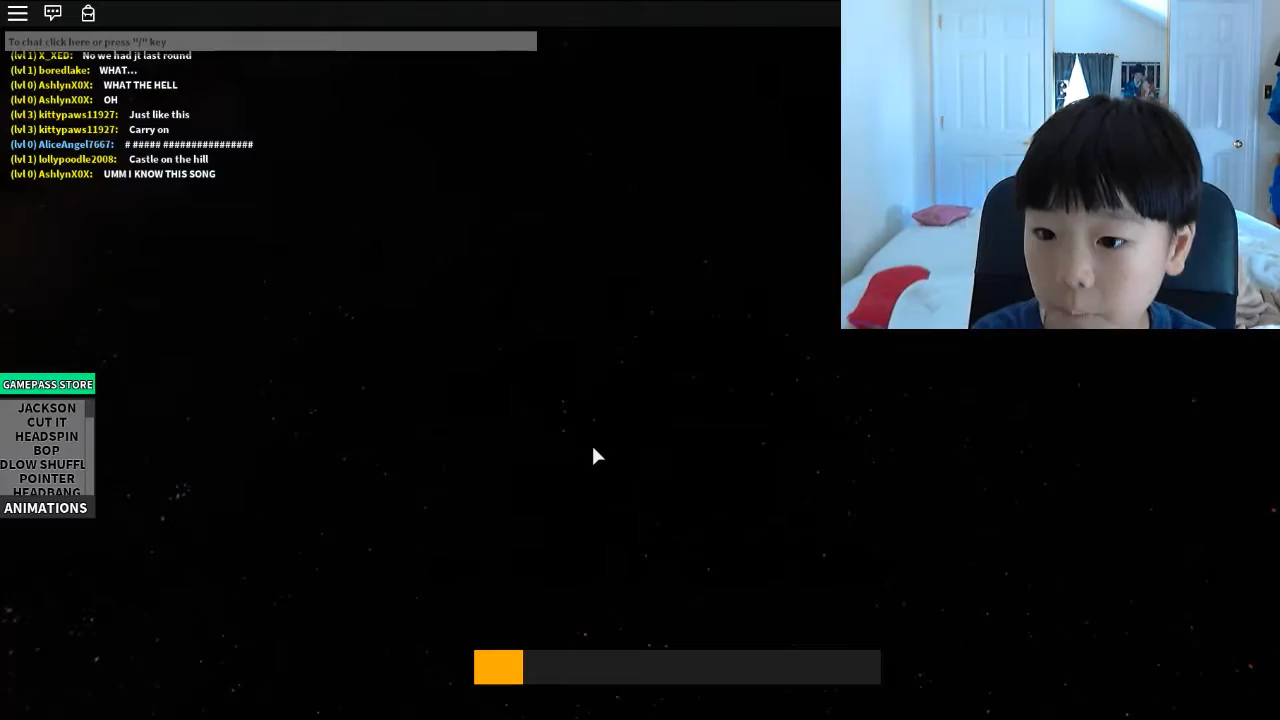 To chat click here or press "/" key
(lvl 1) X_XED: No we had jt last round
(lvl 1) boredlake: WHAT...
(lvl 0) AshlynX0X: WHAT THE HELL
(lvl 0) AshlynX0X: OH
(lvl 3) kittypaws11927: Just like this
(lvl 3) kittypaws11927: Carry on
(lvl 0) AliceAngel7667: # ##### ################
(lvl 1) lollypoodle2008: Castle on the hill
(lvl 0) AshlynX0X: UMM I KNOW THIS SONG
GAMEPASS STORE
JACKSON
CUT IT
HEADSPIN
BOP
DLOW SHUFFL
POINTER
HEADBANG
ANIMATIONS